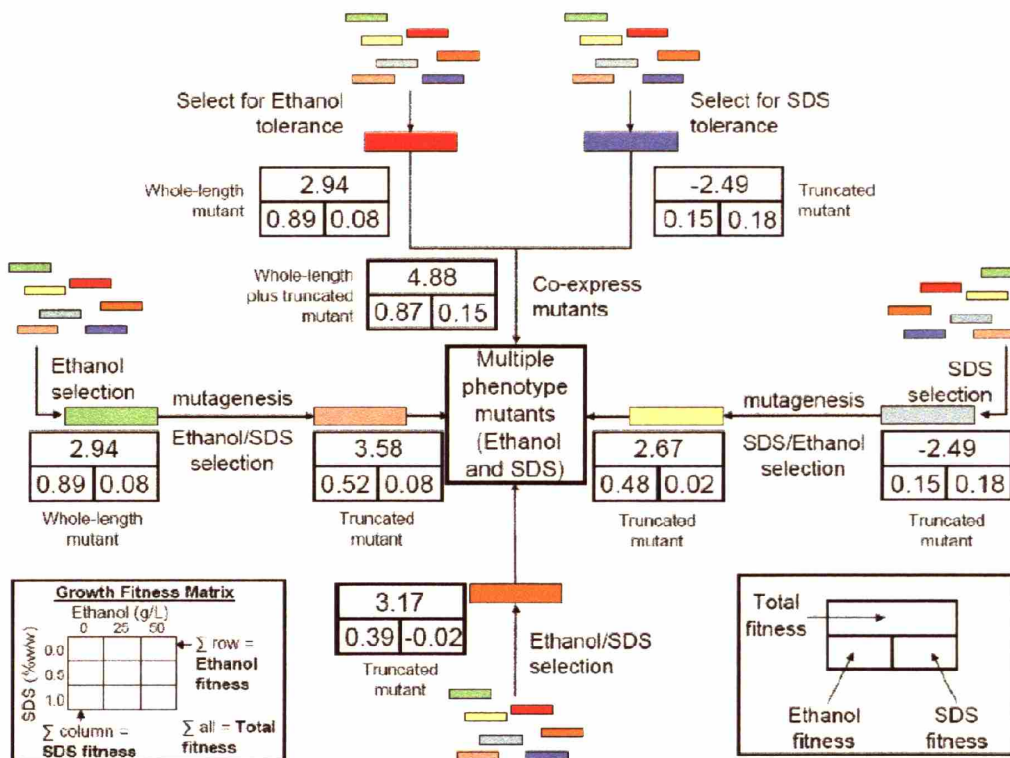 Select for Ethanol
tolerance
Select for SDS
tolerance
Whole-length
mutant
2.94
0.89 0.08
-2.49
0.15 0.18
Truncated
mutant
Whole-length
plus truncated
mutant
4.88
0.87 0.15
Co-express
mutants
Ethanol
selection
mutagenesis
Ethanol/SDS
selection
2.94
0.89 0.08
Whole-length
mutant
3.58
0.52 0.08
Truncated
mutant
Multiple
phenotype
mutants
(Ethanol
and SDS)
SDS
selection
mutagenesis
SDS/Ethanol
selection
2.67
0.48 0.02
Truncated
mutant
-2.49
0.15 0.18
Truncated
mutant
3.17
0.39 -0.02
Truncated
mutant
Ethanol/SDS
selection
Growth Fitness Matrix
Ethanol (g/L)
0 25 50
SDS (%w/w)
0.0
0.5
1.0
∑ row =
Ethanol
fitness
∑ column =
SDS fitness
∑ all = Total
fitness
Total
fitness
Ethanol
fitness
SDS
fitness